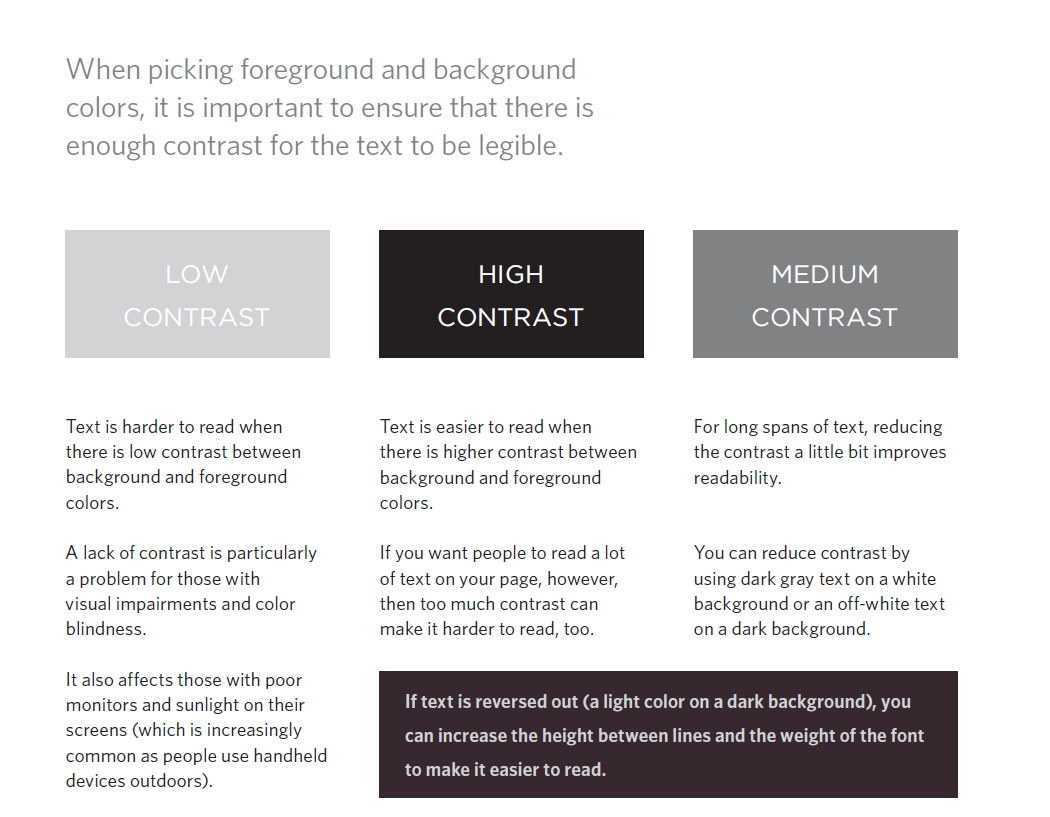 When picking foreground and background
colors, it is important to ensure that there is
enough contrast for the text to be legible.
LOW
CONTRAST
Text is harder to read when
there is low contrast between
background and foreground
colors.
A lack of contrast is particularly
a problem for those with
visual impairments and color
blindness.
It also affects those with poor
monitors and sunlight on their
screens (which is increasingly
common as people use handheld
devices outdoors).
HIGH
CONTRAST
Text is easier to read when
there is higher contrast between
background and foreground
colors.
If you want people to read a lot
of text on your page, however,
then too much contrast can
make it harder to read, too.
MEDIUM
CONTRAST
For long spans of text, reducing
the contrast a little bit improves
readability.
You can reduce contrast by
using dark gray text on a white
background or an off-white text
on a dark background.
If text is reversed out (a light color on a dark background), you
can increase the height between lines and the weight of the font
to make it easier to read.